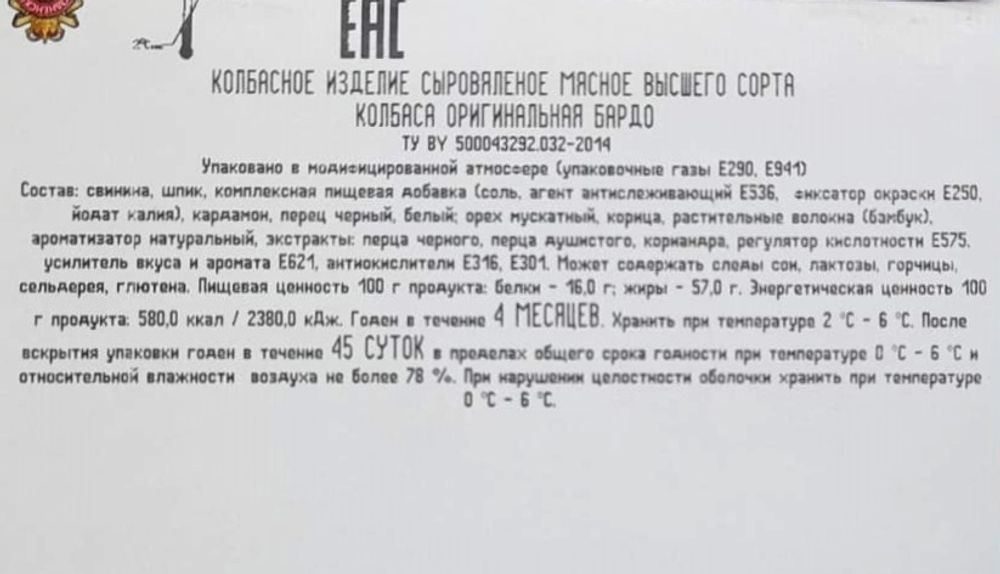 EAC
КОЛБАСНОЕ ИЗДЕЛИЕ СЫРОВЯЛЕНОЕ МЯСНОЕ ВЫСШЕГО СОРТА
КОЛБАСА ОРИГИНАЛЬНАЯ БАРДО
ТУ BY 500043292.032-2014
Упаковано в модифицированной атмосфере (упаковочные газы Е290, Е941)
Состав: свинина, шпик, комплексная пищевая добавка (соль, агент антислеживающий Е536, фиксатор окраски Е250,
йодат калия), кардамон, перец черный, белый; орех мускатный, корица, растительные волокна (бамбук),
ароматизатор натуральный, экстракты: перца черного, перца душистого, кориандра, регулятор кислотности Е575,
усилитель вкуса и аромата Е621, антиокислители Е316, Е301. Может содержать следы сои, лактозы, горчицы,
сельдерея, глютена. Пищевая ценность 100 г продукта: белки - 16,0 г; жиры - 57,0 г. Энергетическая ценность 100
г продукта: 580,0 ккал / 2380,0 кДж. Годен в течение 4 МЕСЯЦЕВ. Хранить при температуре 2 °С - 6 °С. После
вскрытия упаковки годен в течение 45 СУТОК в пределах общего срока годности при температуре 0 °С - 6 °С и
относительной влажности воздуха не более 78 %. При нарушении целостности оболочки хранить при температуре
0 °С - 6 °С.